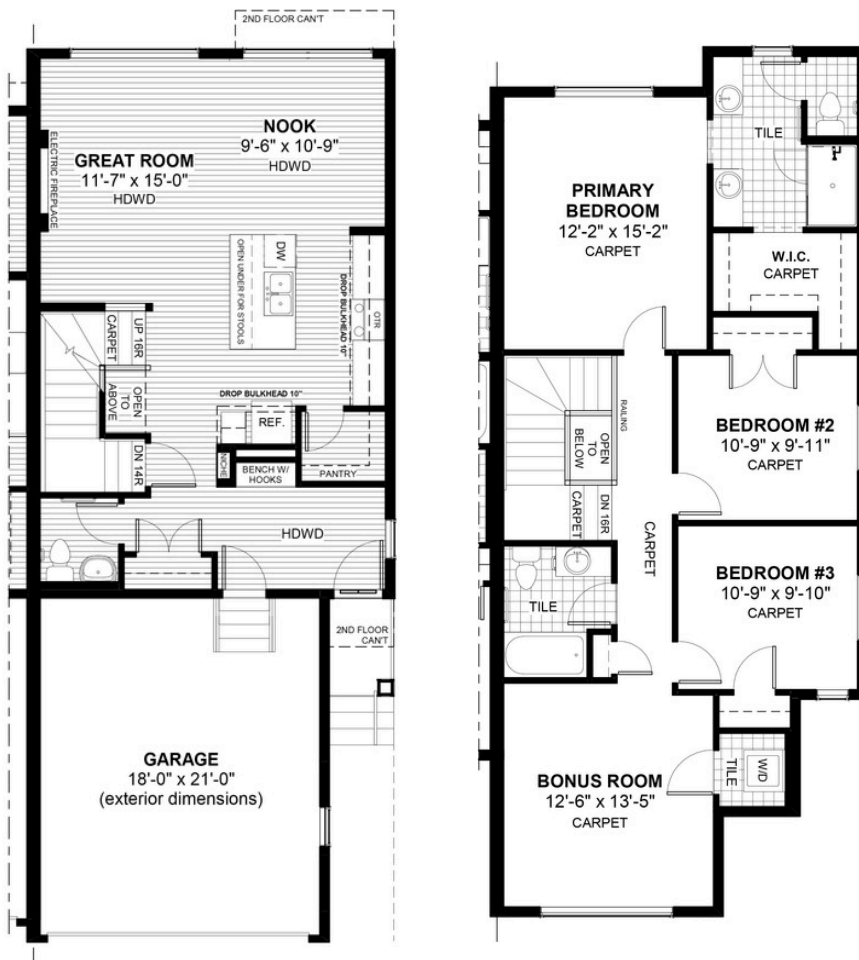 2ND FLOOR CAN'T
NOOK
9'-6" x 10'-9"
HDWD
GREAT ROOM
11'-7" x 15'-0"
HDWD
ELECTRIC FIREPLACE
DW
OPEN UNDER FOR STOOLS
DROP BULKHEAD 10"
OTR
UP 16R
CARPET
OPEN
TO
ABOVE
DN 14R
DROP BULKHEAD 10"
REF.
NICHE
BENCH W/
HOOKS
PANTRY
HDWD
2ND FLOOR
CAN'T
GARAGE
18'-0" x 21'-0"
(exterior dimensions)
TILE
PRIMARY
BEDROOM
12'-2" x 15'-2"
CARPET
W.I.C.
CARPET
RAILING
OPEN
TO
BELOW
DN 16R
CARPET
BEDROOM #2
10'-9" x 9'-11"
CARPET
CARPET
BEDROOM #3
10'-9" x 9'-10"
CARPET
TILE
BONUS ROOM
12'-6" x 13'-5"
CARPET
TILE
W/D